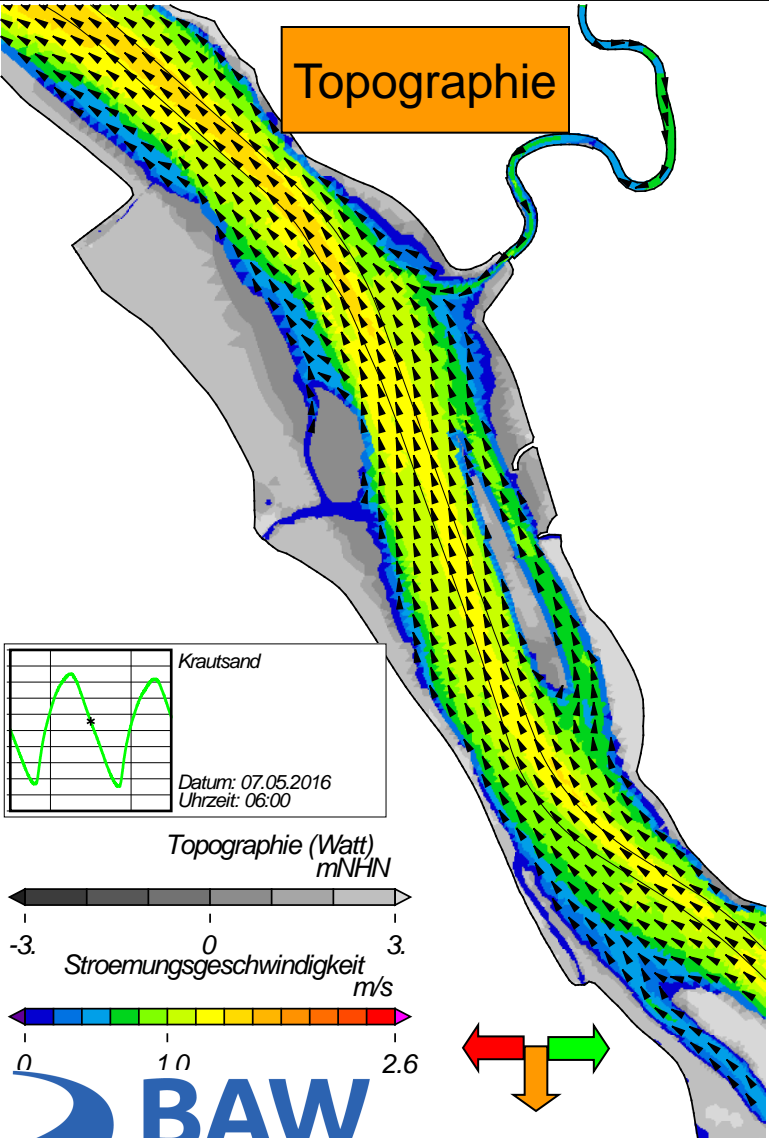 Topographie
Krautsand
Datum: 07.05.2016
Uhrzeit: 06:00
Topographie (Watt)
mNHN
-3. 0 3.
Stroemungsgeschwindigkeit
m/s
0 1.0 2.6
BAW